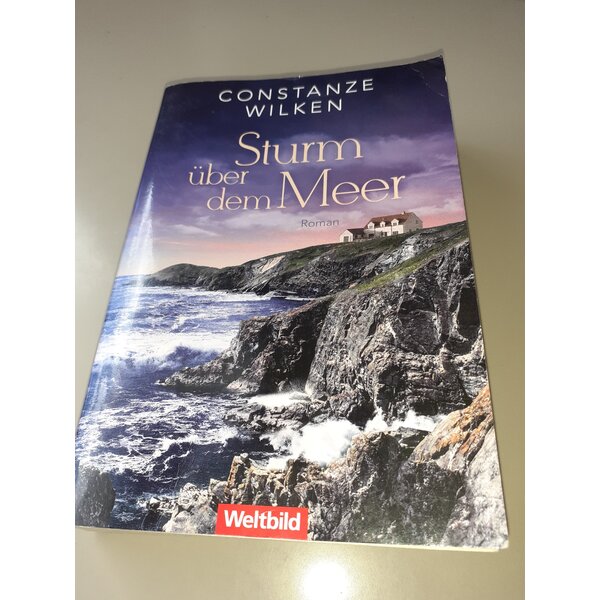 CONSTANZE
WILKEN
Sturm
über
dem Meer
Roman
Weltbild